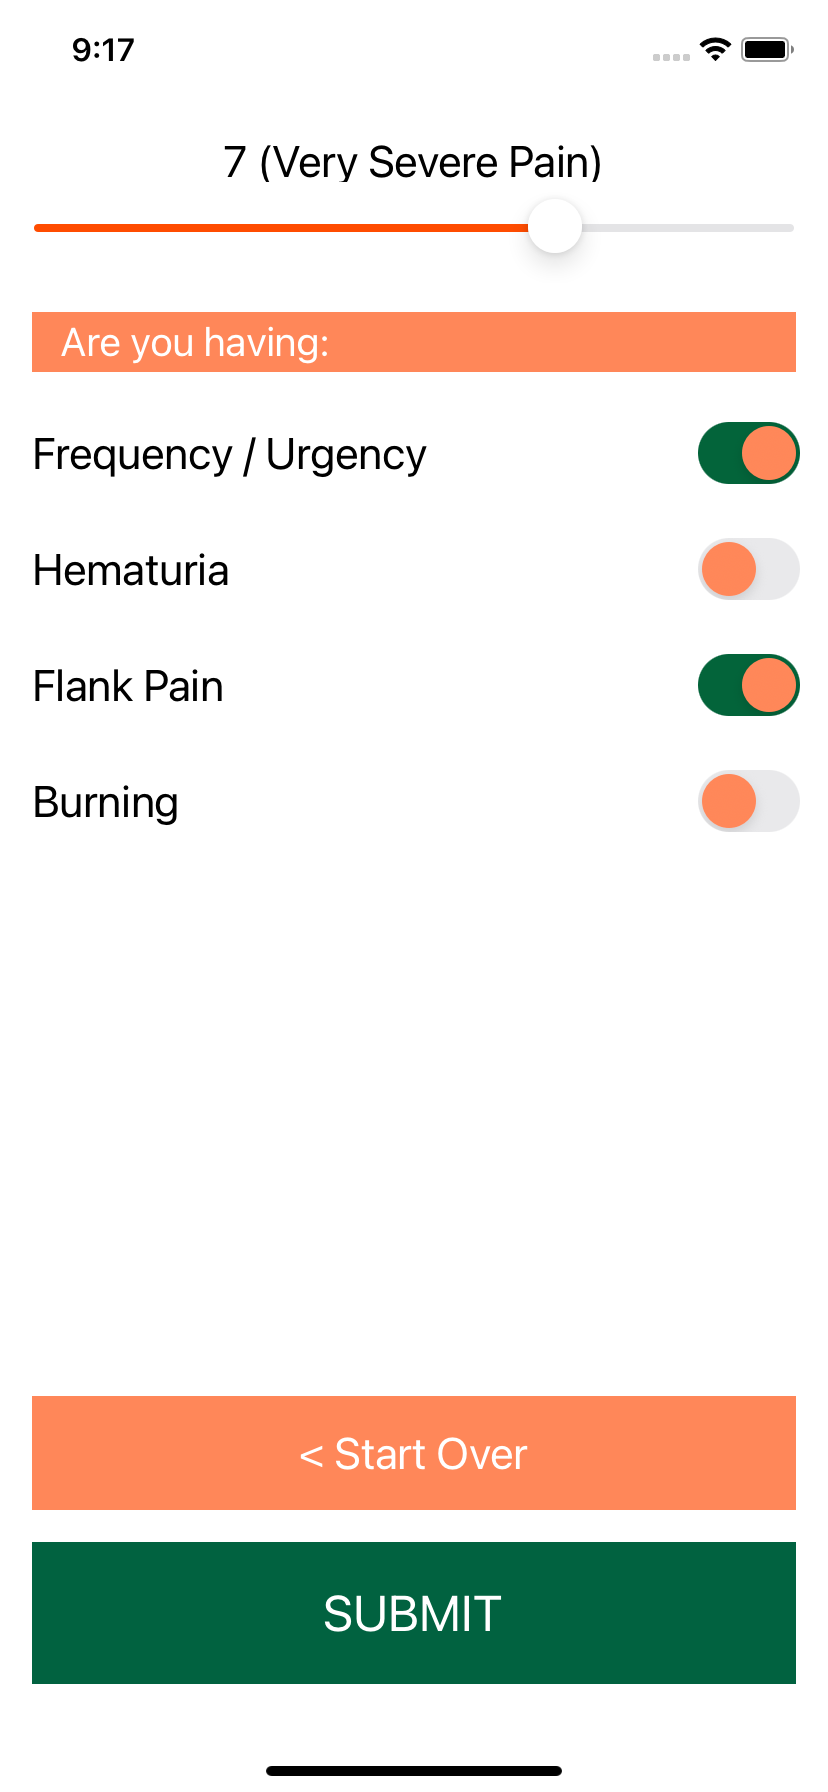 9:17
7 (Very Severe Pain)
Are you having:
Frequency / Urgency
Hematuria
Flank Pain
Burning
< Start Over
SUBMIT